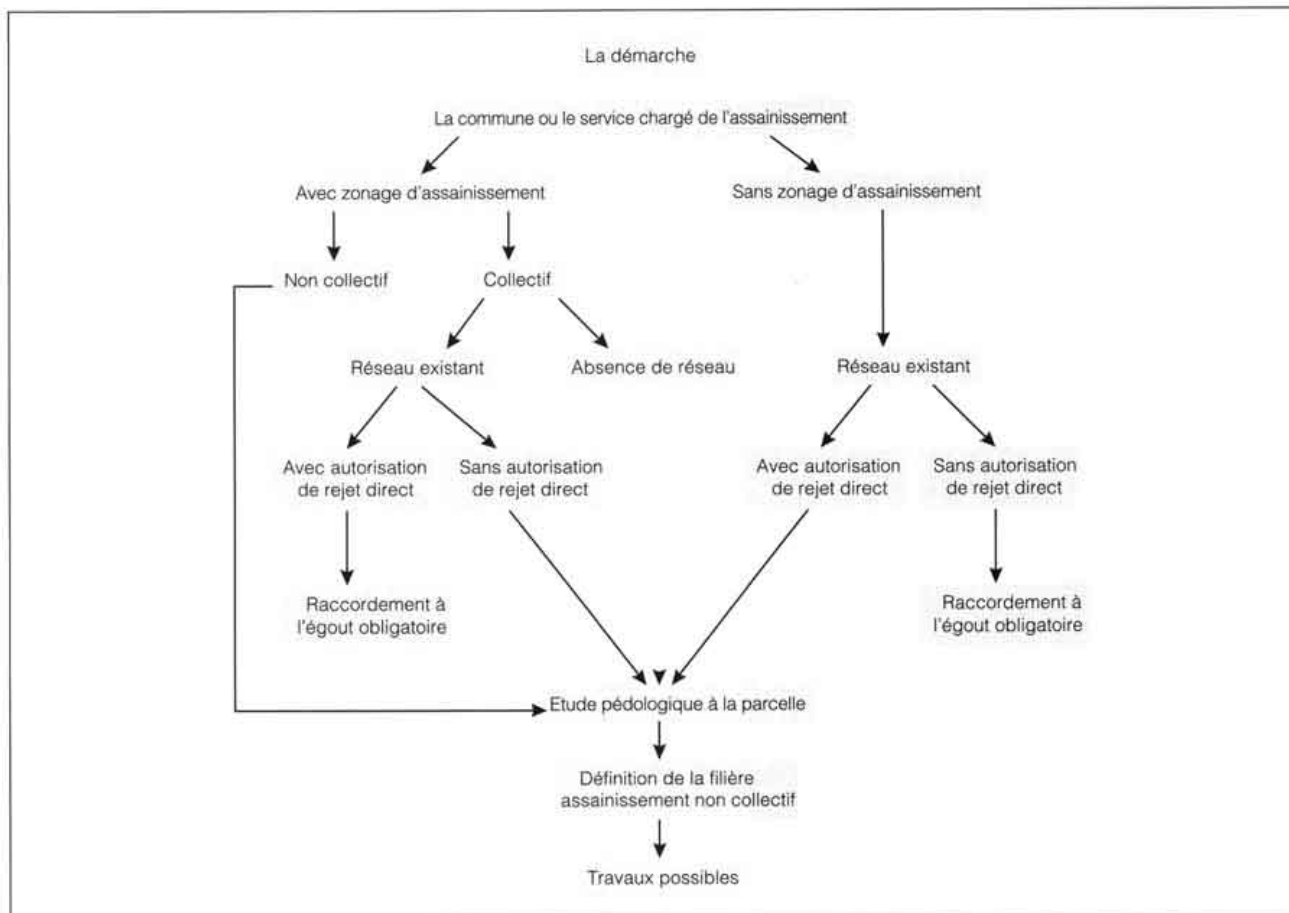 La démarche
La commune ou le service chargé de l'assainissement
Avec zonage d'assainissement
Sans zonage d'assainissement
Non collectif
Collectif
Réseau existant
Absence de réseau
Réseau existant
Avec autorisation
de rejet direct
Sans autorisation
de rejet direct
Avec autorisation
de rejet direct
Sans autorisation
de rejet direct
Raccordement à
l'égout obligatoire
Raccordement à
l'égout obligatoire
Etude pédologique à la parcelle
Définition de la filière
assainissement non collectif
Travaux possibles